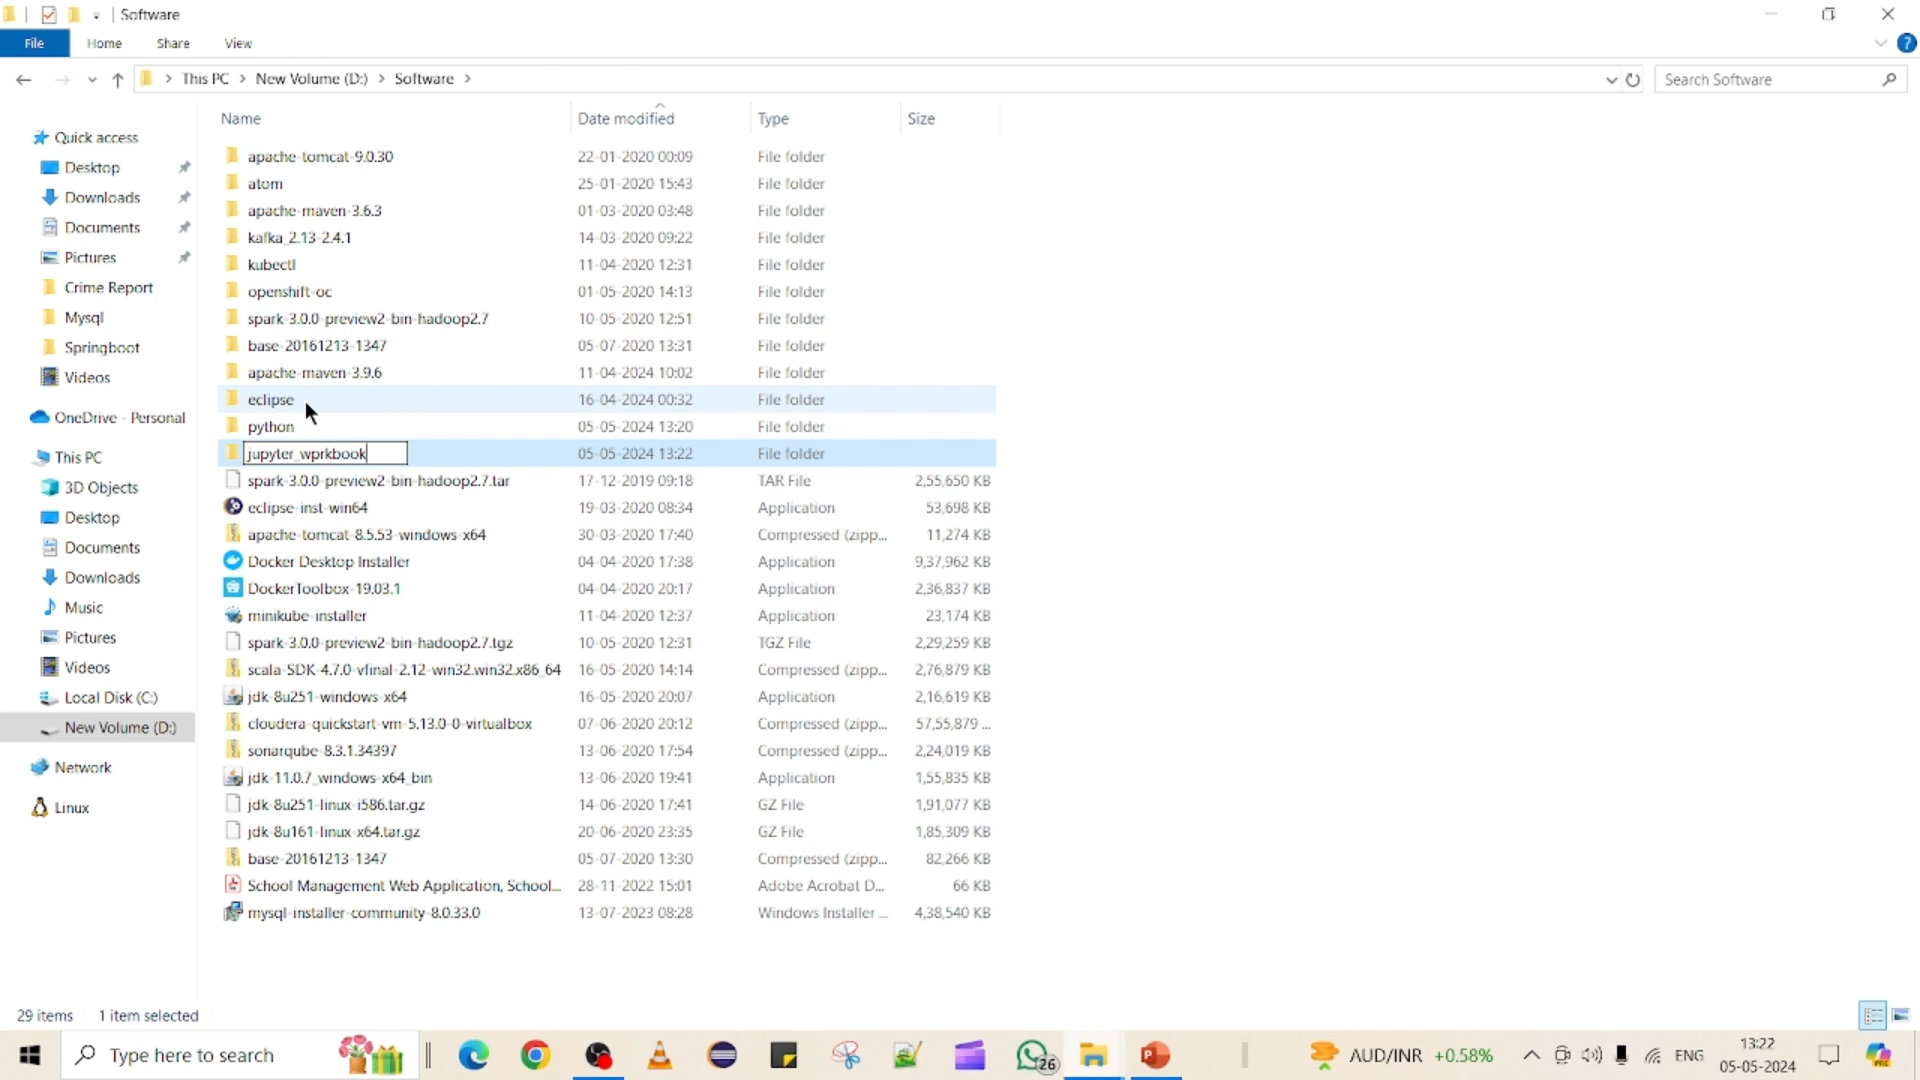 Software
File Home Share View
This PC New Volume (D:) Software
Search Software
Name Date modified Type Size
Quick access
Desktop
Downloads
Documents
Pictures
Crime Report
Mysql
Springboot
Videos
OneDrive - Personal
This PC
3D Objects
Desktop
Documents
Downloads
Music
Pictures
Videos
Local Disk (C:)
New Volume (D:)
Network
Linux
apache-tomcat-9.0.30 22-01-2020 00:09 File folder
atom 25-01-2020 15:43 File folder
apache-maven-3.6.3 01-03-2020 03:48 File folder
kafka_2.13-2.4.1 14-03-2020 09:22 File folder
kubectl 11-04-2020 12:31 File folder
openshift-oc 01-05-2020 14:13 File folder
spark-3.0.0-preview2-bin-hadoop2.7 10-05-2020 12:51 File folder
base-20161213-1347 05-07-2020 13:31 File folder
apache-maven-3.9.6 11-04-2024 10:02 File folder
eclipse 16-04-2024 00:32 File folder
python 05-05-2024 13:20 File folder
jupyter_wprkbook 05-05-2024 13:22 File folder
spark-3.0.0-preview2-bin-hadoop2.7.tar 17-12-2019 09:18 TAR File 2,55,650 KB
eclipse-inst-win64 19-03-2020 08:34 Application 53,698 KB
apache-tomcat-8.5.53-windows-x64 30-03-2020 17:40 Compressed (zipp... 11,274 KB
Docker Desktop Installer 04-04-2020 17:38 Application 9,37,962 KB
DockerToolbox-19.03.1 04-04-2020 20:17 Application 2,36,837 KB
minikube-installer 11-04-2020 12:37 Application 23,174 KB
spark-3.0.0-preview2-bin-hadoop2.7.tgz 10-05-2020 12:31 TGZ File 2,29,259 KB
scala-SDK-4.7.0-vfinal-2.12-win32.win32.x86_64 16-05-2020 14:14 Compressed (zipp... 2,76,879 KB
jdk-8u251-windows-x64 16-05-2020 20:07 Application 2,16,619 KB
cloudera-quickstart-vm-5.13.0-0-virtualbox 07-06-2020 20:12 Compressed (zipp... 57,55,879 ...
sonarqube-8.3.1.34397 13-06-2020 17:54 Compressed (zipp... 2,24,019 KB
jdk-11.0.7_windows-x64_bin 13-06-2020 19:41 Application 1,55,835 KB
jdk-8u251-linux-i586.tar.gz 14-06-2020 17:41 GZ File 1,91,077 KB
jdk-8u161-linux-x64.tar.gz 20-06-2020 23:35 GZ File 1,85,309 KB
base-20161213-1347 05-07-2020 13:30 Compressed (zipp... 82,266 KB
School Management Web Application, School... 28-11-2022 15:01 Adobe Acrobat D... 66 KB
mysql-installer-community-8.0.33.0 13-07-2023 08:28 Windows Installer ... 4,38,540 KB
29 items 1 item selected
Type here to search
26
AUD/INR +0.58%
ENG
13:22
05-05-2024